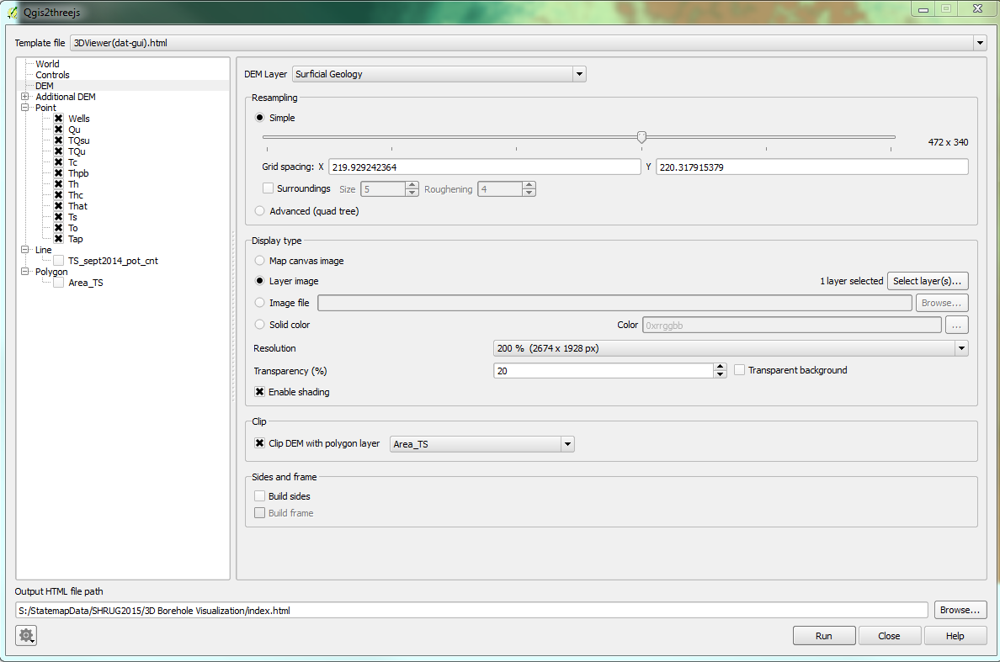 Qgis2threejs
Template file 3DViewer(dat-gui).html
World
Controls
DEM
Additional DEM
Point
Wells
Qu
TQsu
TQu
Tc
Thpb
Th
Thc
That
Ts
To
Tap
Line
TS_sept2014_pot_cnt
Polygon
Area_TS
DEM Layer Surficial Geology
Resampling
Simple
472 x 340
Grid spacing: X 219.929242364 Y 220.317915379
Surroundings Size 5 Roughening 4
Advanced (quad tree)
Display type
Map canvas image
Layer image 1 layer selected Select layer(s)...
Image file Browse...
Solid color Color 0xrrggbb ...
Resolution 200 % (2674 x 1928 px)
Transparency (%) 20 Transparent background
Enable shading
Clip
Clip DEM with polygon layer Area_TS
Sides and frame
Build sides
Build frame
Output HTML file path
S:/StatemapData/SHRUG2015/3D Borehole Visualization/index.html Browse...
Run Close Help